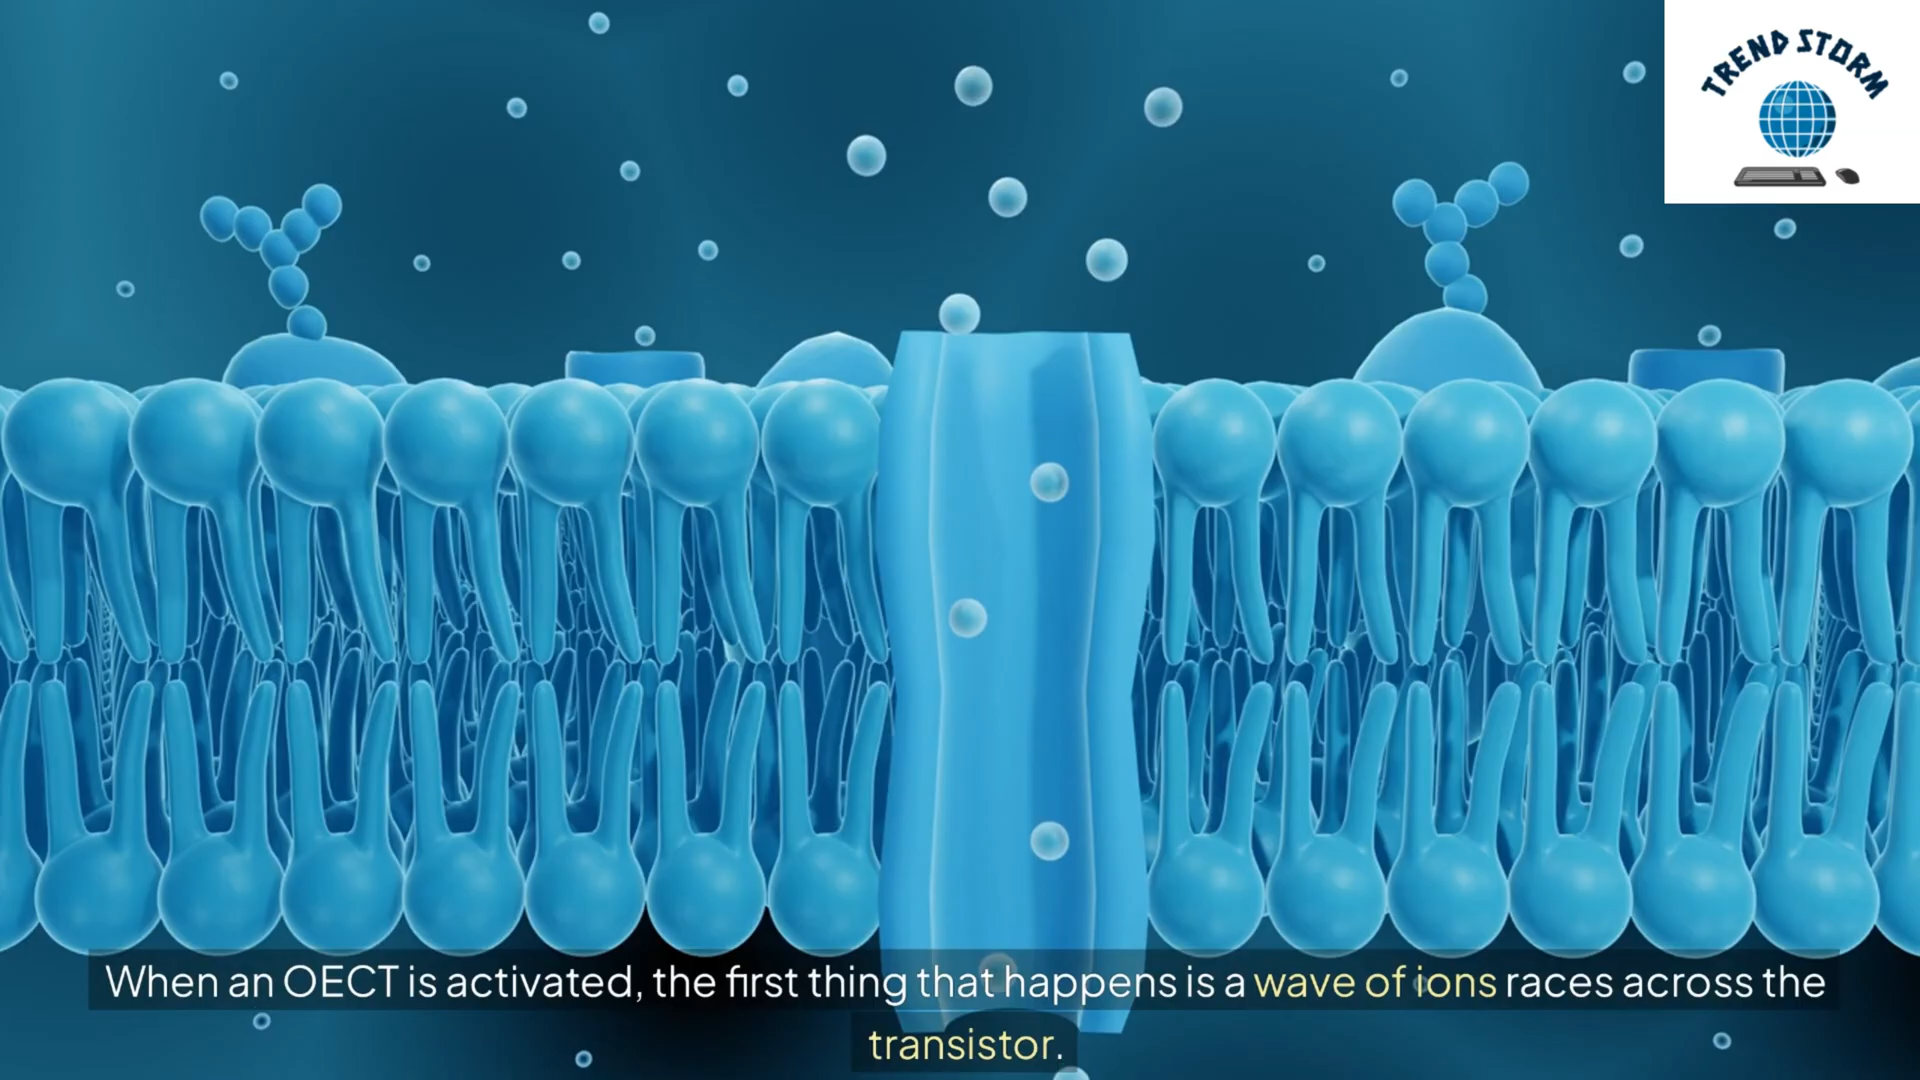 TREND STORM
When an OECT is activated, the first thing that happens is a wave of ions races across the
transistor.